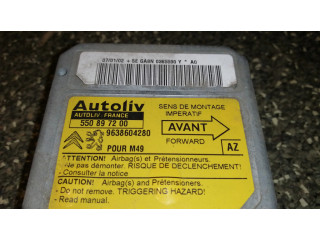 Autoliv
AUTOLIV-FRANCE
550 89 72 00
9638604280
POUR M49
SENS DE MONTAGE
IMPERATIF
AVANT
FORWARD
AZ
ATTENTION! Airbag(s) et Prétensionneurs.
- Ne pas démonter. RISQUE de DECLENCHEMENT!
- Consulter la notice
CAUTION! Airbag(s) and Pretensioners.
- Do not remove. TRIGGERING HAZARD!
- Read the manual.